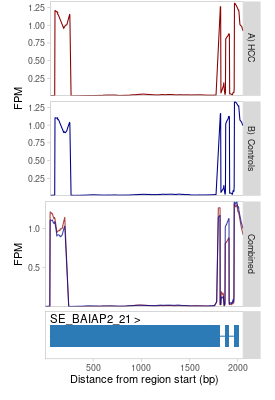 1.25
1.00
0.75
0.50
0.25
FPM
A) HCC
1.25
1.00
0.75
0.50
0.25
B) Controls
1.0
0.5
FPM
Combined
SE_BAIAP2_21 >
500 1000 1500 2000
Distance from region start (bp)